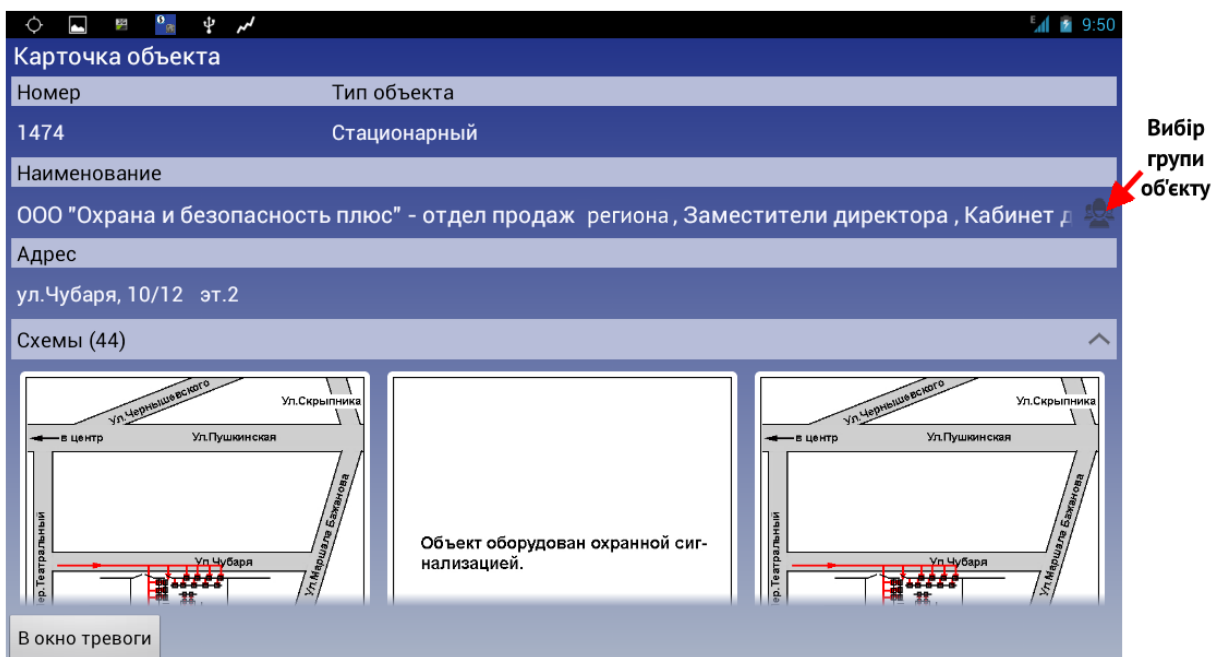 E 9:50
Карточка объекта
Номер Тип объекта
1474 Стационарный
Наименование
ООО "Охрана и безопасность плюс" - отдел продаж региона , Заместители директора , Кабинет д
Вибір
групи
об'єкту
Адрес
ул.Чубаря, 10/12 эт.2
Схемы (44)
Ул.Чернышевского
Ул.Скрыпника
в центр
Ул.Пушкинская
Ул.Маршала Бажанова
ер.Театральный
Ул.Чубаря
Объект оборудован охранной сиг-
нализацией.
Ул.Чернышевского
Ул.Скрыпника
в центр
Ул.Пушкинская
Ул.Маршала Бажанова
ер.Театральный
Ул.Чубаря
В окно тревоги